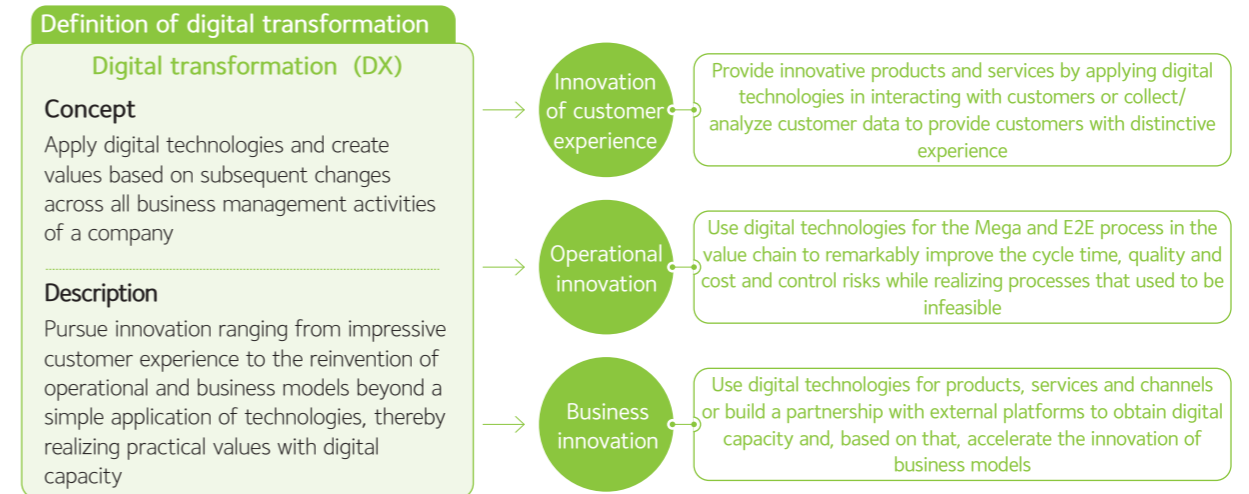 Definition of digital transformation
Digital transformation (DX)
Concept
Apply digital technologies and create
values based on subsequent changes
across all business management activities
of a company
Description
Pursue innovation ranging from impressive
customer experience to the reinvention of
operational and business models beyond a
simple application of technologies, thereby
realizing practical values with digital
capacity
Innovation
of customer
experience
Provide innovative products and services by applying digital
technologies in interacting with customers or collect/
analyze customer data to provide customers with distinctive
experience
Operational
innovation
Use digital technologies for the Mega and E2E process in the
value chain to remarkably improve the cycle time, quality and
cost and control risks while realizing processes that used to be
infeasible
Business
innovation
Use digital technologies for products, services and channels
or build a partnership with external platforms to obtain digital
capacity and, based on that, accelerate the innovation of
business models